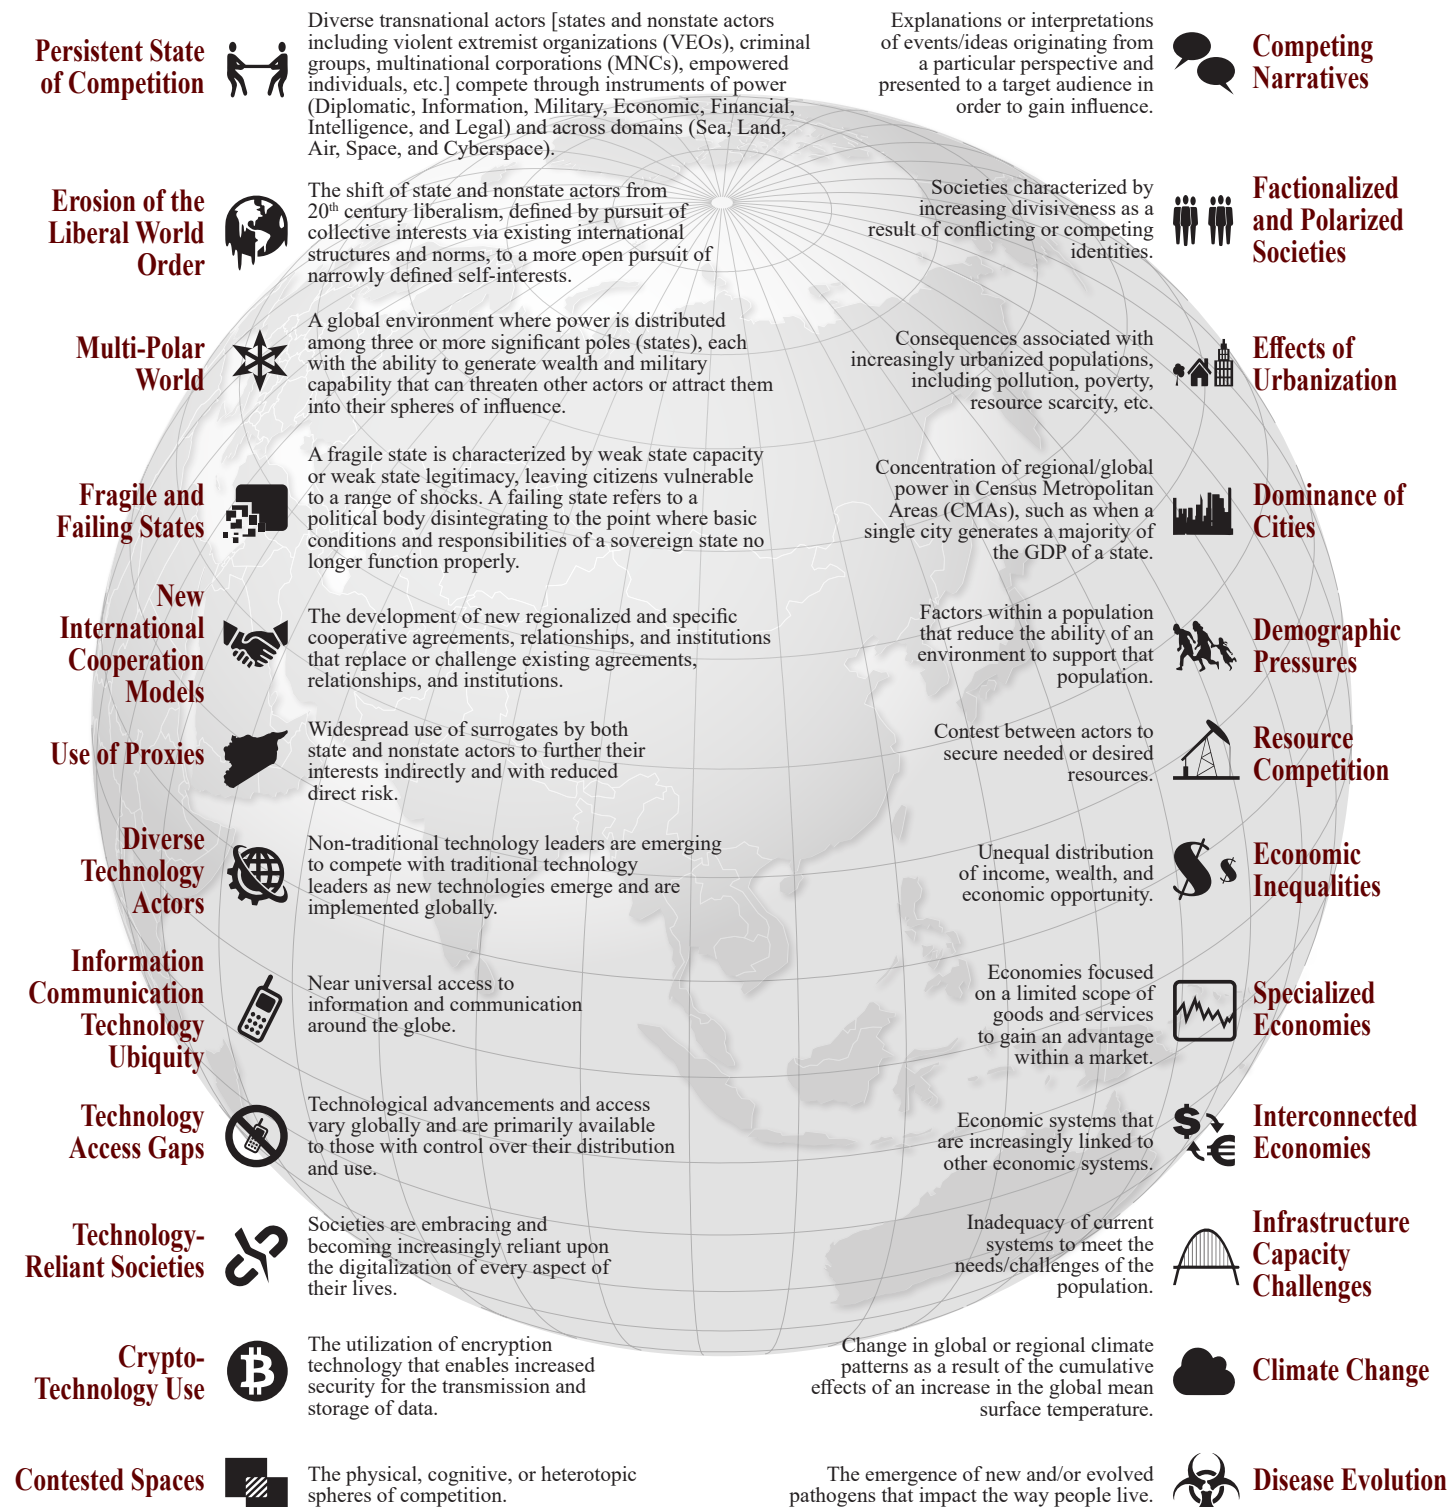 Persistent State
of Competition
Diverse transnational actors [states and nonstate actors
including violent extremist organizations (VEOs), criminal
groups, multinational corporations (MNCs), empowered
individuals, etc.] compete through instruments of power
(Diplomatic, Information, Military, Economic, Financial,
Intelligence, and Legal) and across domains (Sea, Land,
Air, Space, and Cyberspace).
Erosion of the
Liberal World
Order
The shift of state and nonstate actors from
20th century liberalism, defined by pursuit of
collective interests via existing international
structures and norms, to a more open pursuit of
narrowly defined self-interests.
Multi-Polar
World
A global environment where power is distributed
among three or more significant poles (states), each
with the ability to generate wealth and military
capability that can threaten other actors or attract them
into their spheres of influence.
Fragile and
Failing States
A fragile state is characterized by weak state capacity
or weak state legitimacy, leaving citizens vulnerable
to a range of shocks. A failing state refers to a
political body disintegrating to the point where basic
conditions and responsibilities of a sovereign state no
longer function properly.
New
International
Cooperation
Models
The development of new regionalized and specific
cooperative agreements, relationships, and institutions
that replace or challenge existing agreements,
relationships, and institutions.
Use of Proxies
Widespread use of surrogates by both
state and nonstate actors to further their
interests indirectly and with reduced
direct risk.
Diverse
Technology
Actors
Non-traditional technology leaders are emerging
to compete with traditional technology
leaders as new technologies emerge and are
implemented globally.
Information
Communication
Technology
Ubiquity
Near universal access to
information and communication
around the globe.
Technology
Access Gaps
Technological advancements and access
vary globally and are primarily available
to those with control over their distribution
and use.
Technology-
Reliant Societies
Societies are embracing and
becoming increasingly reliant upon
the digitalization of every aspect of
their lives.
Crypto-
Technology Use
The utilization of encryption
technology that enables increased
security for the transmission and
storage of data.
Contested Spaces
The physical, cognitive, or heterotopic
spheres of competition.
Explanations or interpretations
of events/ideas originating from
a particular perspective and
presented to a target audience in
order to gain influence.
Competing
Narratives
Societies characterized by
increasing divisiveness as a
result of conflicting or competing
identities.
Factionalized
and Polarized
Societies
Consequences associated with
increasingly urbanized populations,
including pollution, poverty,
resource scarcity, etc.
Effects of
Urbanization
Concentration of regional/global
power in Census Metropolitan
Areas (CMAs), such as when a
single city generates a majority of
the GDP of a state.
Dominance of
Cities
Factors within a population
that reduce the ability of an
environment to support that
population.
Demographic
Pressures
Contest between actors to
secure needed or desired
resources.
Resource
Competition
Unequal distribution
of income, wealth, and
economic opportunity.
$ $
Economic
Inequalities
Economies focused
on a limited scope of
goods and services
to gain an advantage
within a market.
Specialized
Economies
Economic systems that
are increasingly linked to
other economic systems.
$
€
Interconnected
Economies
Inadequacy of current
systems to meet the
needs/challenges of the
population.
Infrastructure
Capacity
Challenges
Change in global or regional climate
patterns as a result of the cumulative
effects of an increase in the global mean
surface temperature.
Climate Change
The emergence of new and/or evolved
pathogens that impact the way people live.
Disease Evolution